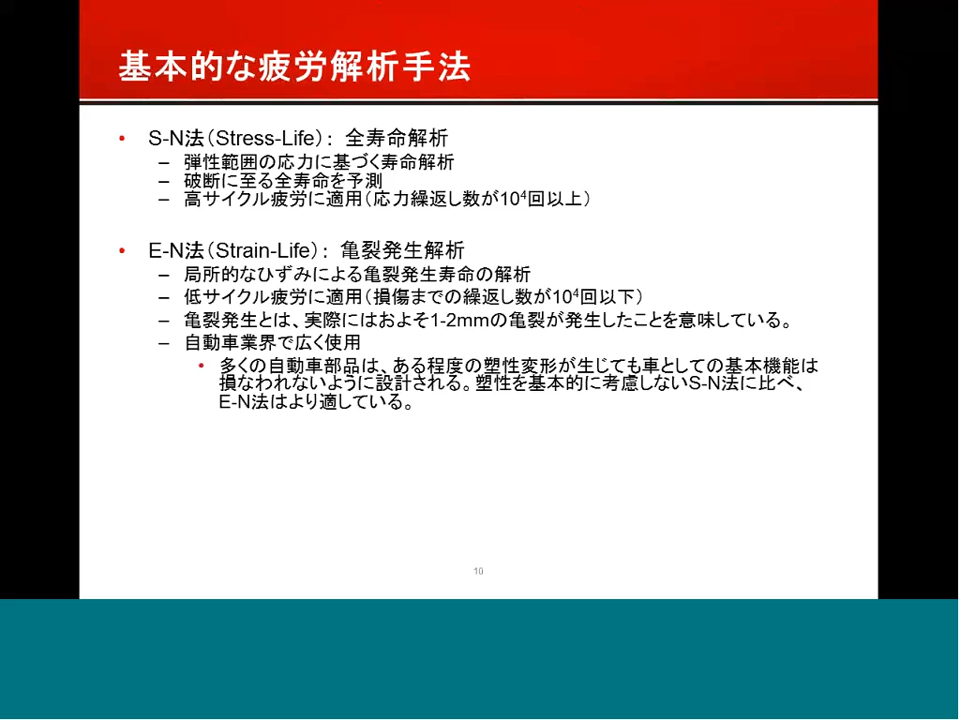 基本的な疲労解析手法
• S-N法（Stress-Life）： 全寿命解析
– 弾性範囲の応力に基づく寿命解析
– 破断に至る全寿命を予測
– 高サイクル疲労に適用（応力繰返し数が10⁴回以上）
• E-N法（Strain-Life）： 亀裂発生解析
– 局所的なひずみによる亀裂発生寿命の解析
– 低サイクル疲労に適用（損傷までの繰返し数が10⁴回以下）
– 亀裂発生とは、実際にはおよそ1-2mmの亀裂が発生したことを意味している。
– 自動車業界で広く使用
• 多くの自動車部品は、ある程度の塑性変形が生じても車としての基本機能は
損なわれないように設計される。塑性を基本的に考慮しないS-N法に比べ、
E-N法はより適している。
10